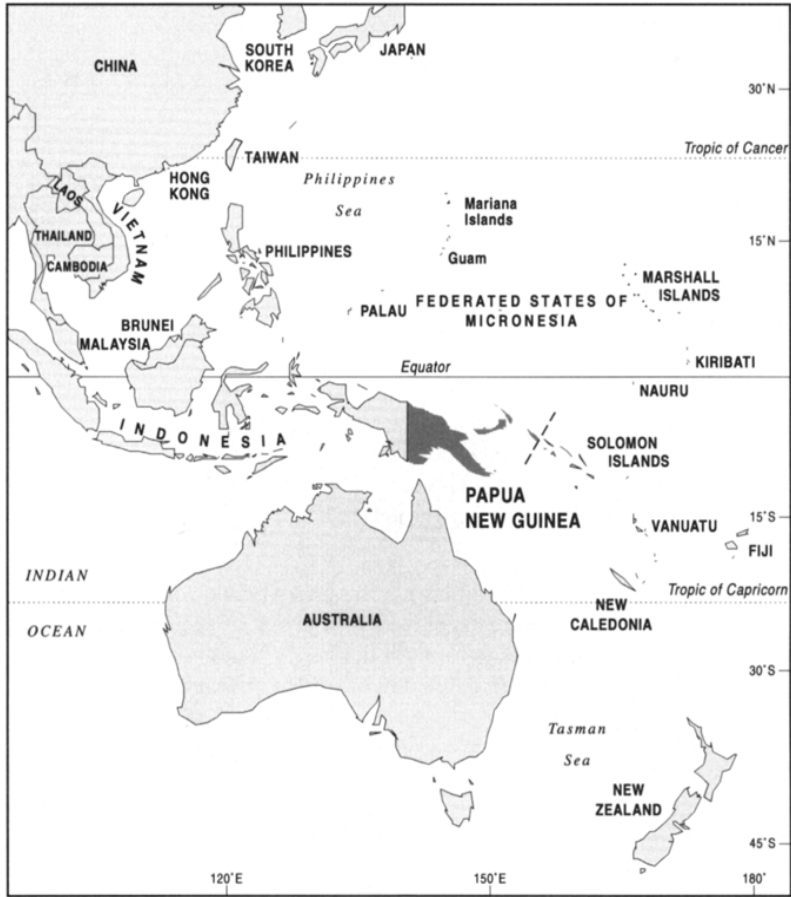 SOUTH
KOREA
JAPAN
CHINA
30°N
Tropic of Cancer
TAIWAN
HONG
KONG
Philippines
Sea
LAOS
VIETNAM
Mariana
Islands
THAILAND
15°N
PHILIPPINES
Guam
CAMBODIA
MARSHALL
ISLANDS
PALAU
FEDERATED STATES OF
MICRONESIA
BRUNEI
MALAYSIA
KIRIBATI
Equator
NAURU
INDONESIA
SOLOMON
ISLANDS
PAPUA
NEW GUINEA
15°S
VANUATU
FIJI
INDIAN
OCEAN
Tropic of Capricorn
NEW
CALEDONIA
AUSTRALIA
30°S
Tasman
Sea
NEW
ZEALAND
45°S
120°E
150°E
180°